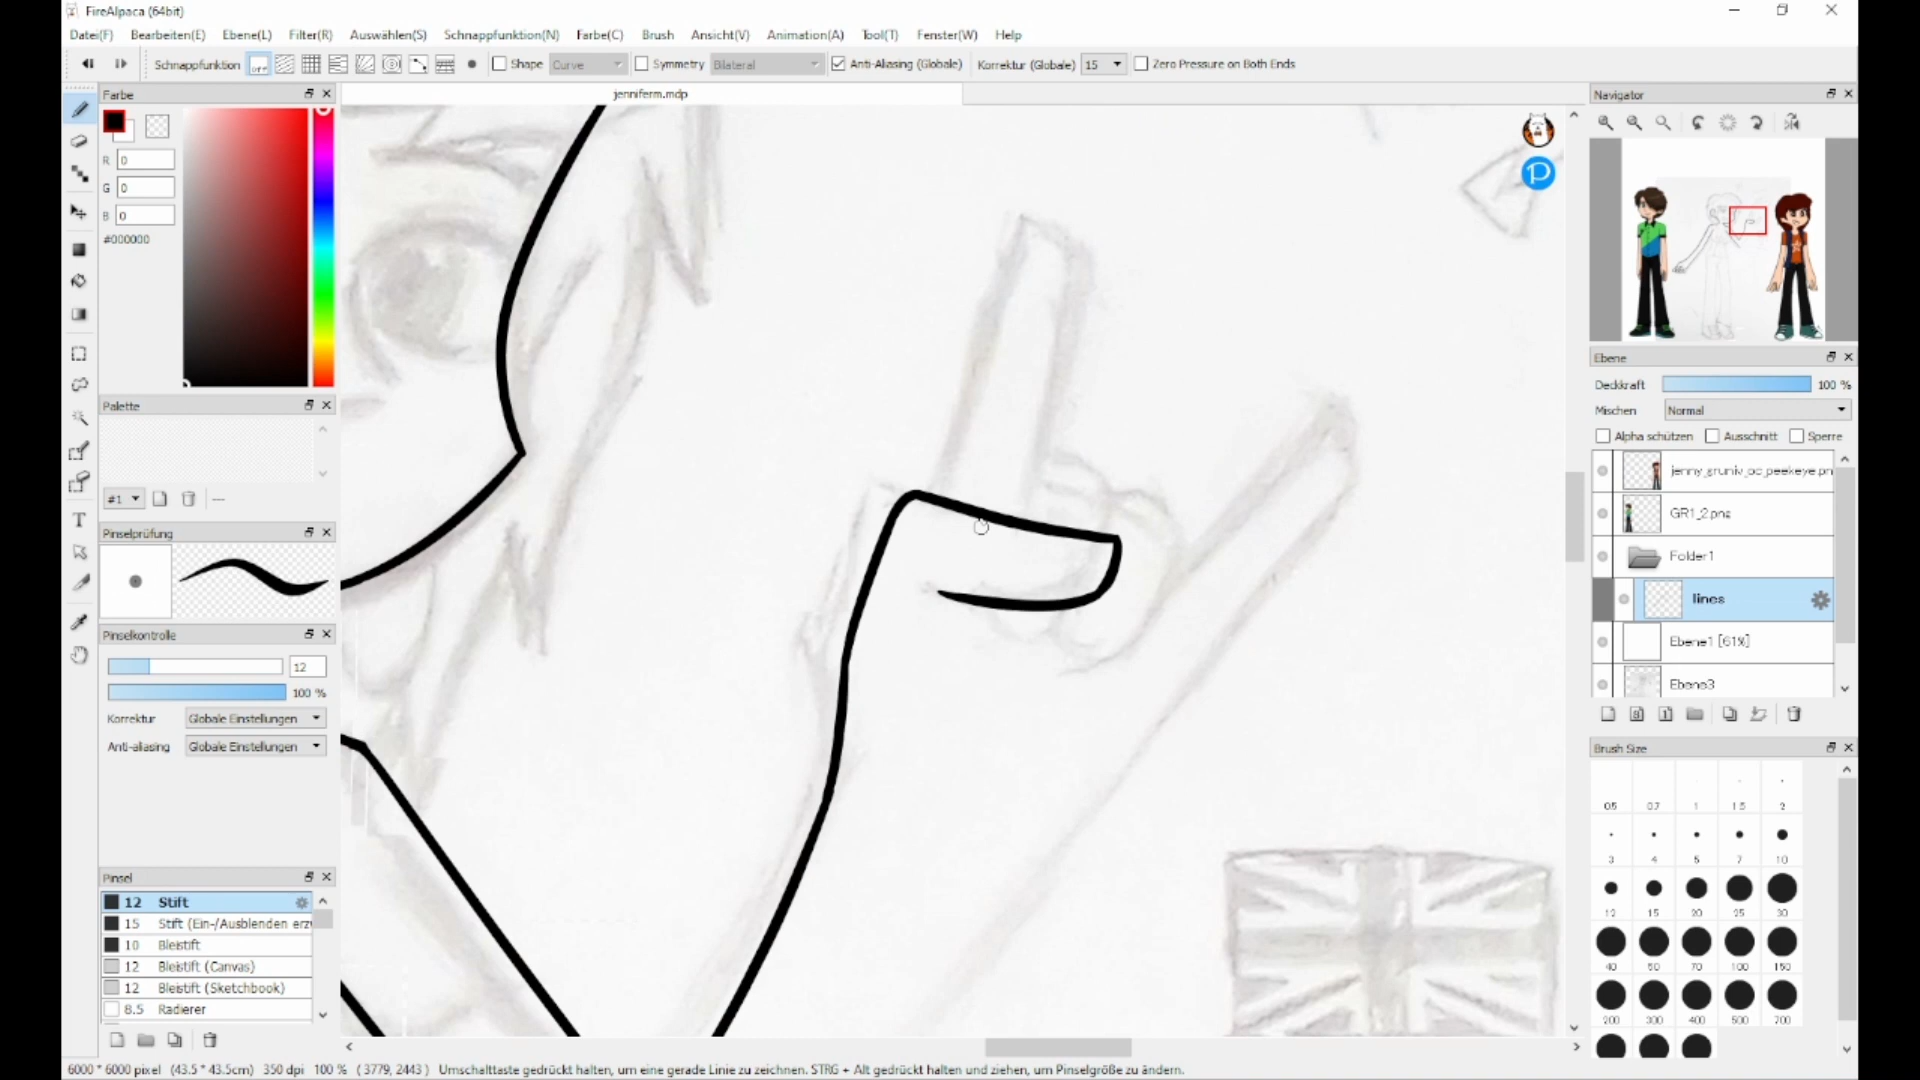 FireAlpaca (64bit)
Datei(F) Bearbeiten(E) Ebene(L) Filter(R) Auswählen(S) Schnappfunktion(N) Farbe(C) Brush Ansicht(V) Animation(A) Tool(T) Fenster(W) Help
Schnappfunktion off Shape Curve Symmetry Bilateral Anti-Aliasing (Globale) Korrektur (Globale) 15 Zero Pressure on Both Ends
Farbe
jenniferm.mdp
Navigator
R 0
G 0
B 0
#000000
Palette
#1
---
Pinselprüfung
Pinselkontrolle
12
100 %
Korrektur Globale Einstellungen
Anti-aliasing Globale Einstellungen
Pinsel
12 Stift
15 Stift (Ein-/Ausblenden erz
10 Bleistift
12 Bleistift (Canvas)
12 Bleistift (Sketchbook)
8.5 Radierer
Ebene
Deckkraft 100 %
Mischen Normal
Alpha schützen Ausschnitt Sperre
jenny_gruniv_oc_peekeye.pn
GR1_2.png
Folder1
lines
Ebene1 [61%]
Ebene3
Brush Size
0.5 0.7 1 1.5 2
3 4 5 7 10
12 15 20 25 30
40 50 70 100 150
200 300 400 500 700
6000 * 6000 pixel (43.5 * 43.5cm) 350 dpi 100 % ( 3779, 2443 ) Umschalttaste gedrückt halten, um eine gerade Linie zu zeichnen. STRG + Alt gedrückt halten und ziehen, um Pinselgröße zu ändern.